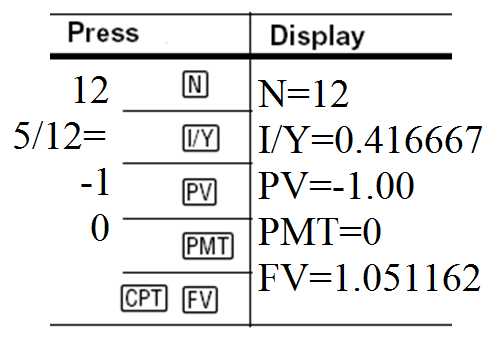 Press Display
12 N N=12
5/12= I/Y I/Y=0.416667
-1 PV PV=-1.00
0 PMT PMT=0
CPT FV FV=1.051162